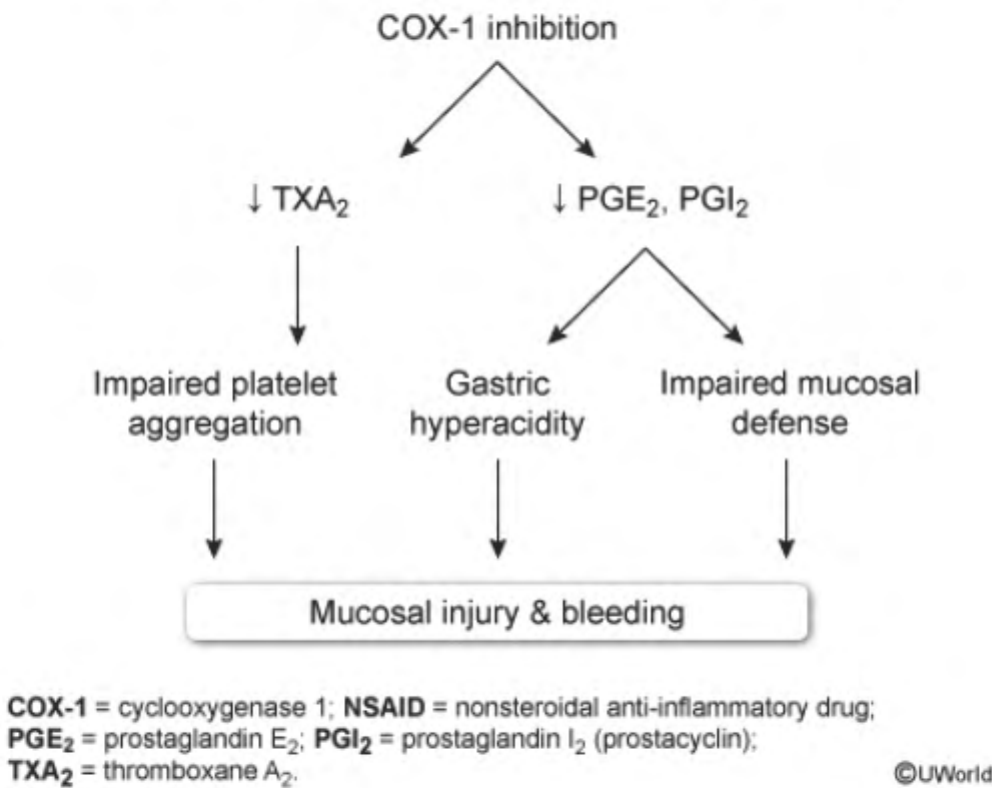 COX-1 inhibition
↓ TXA₂
↓ PGE₂, PGI₂
Impaired platelet
aggregation
Gastric
hyperacidity
Impaired mucosal
defense
Mucosal injury & bleeding
COX-1 = cyclooxygenase 1; NSAID = nonsteroidal anti-inflammatory drug;
PGE₂ = prostaglandin E₂; PGI₂ = prostaglandin I₂ (prostacyclin);
TXA₂ = thromboxane A₂.
©UWorld